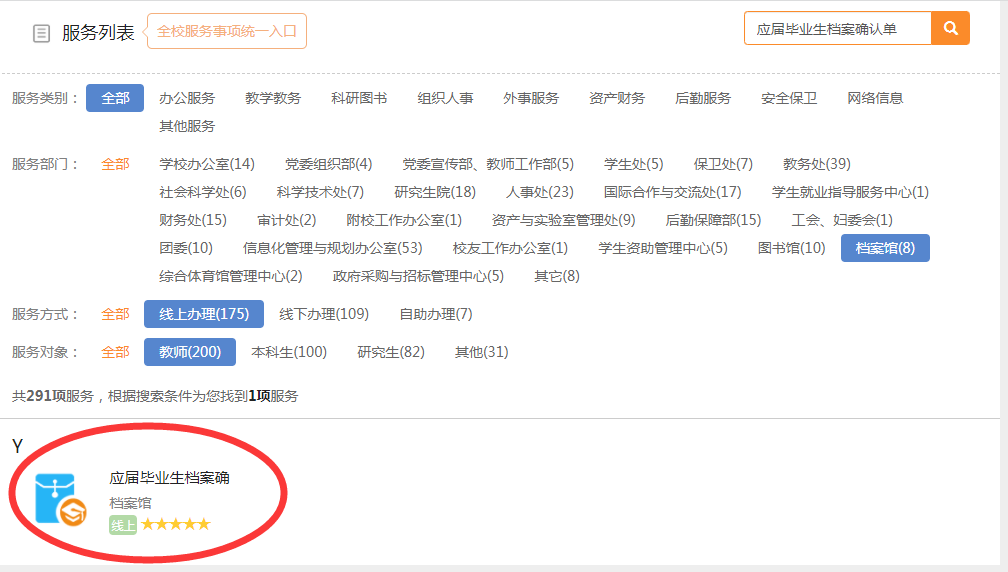 服务列表 全校服务事项统一入口 应届毕业生档案确认单
服务类别： 全部 办公服务 教学教务 科研图书 组织人事 外事服务 资产财务 后勤服务 安全保卫 网络信息
其他服务
服务部门： 全部 学校办公室(14) 党委组织部(4) 党委宣传部、教师工作部(5) 学生处(5) 保卫处(7) 教务处(39)
社会科学处(6) 科学技术处(7) 研究生院(18) 人事处(23) 国际合作与交流处(17) 学生就业指导服务中心(1)
财务处(15) 审计处(2) 附校工作办公室(1) 资产与实验室管理处(9) 后勤保障部(15) 工会、妇委会(1)
团委(10) 信息化管理与规划办公室(53) 校友工作办公室(1) 学生资助管理中心(5) 图书馆(10) 档案馆(8)
综合体育馆管理中心(2) 政府采购与招标管理中心(5) 其它(8)
服务方式： 全部 线上办理(175) 线下办理(109) 自助办理(7)
服务对象： 全部 教师(200) 本科生(100) 研究生(82) 其他(31)
共291项服务，根据搜索条件为您找到1项服务
Y
应届毕业生档案确
档案馆
线上